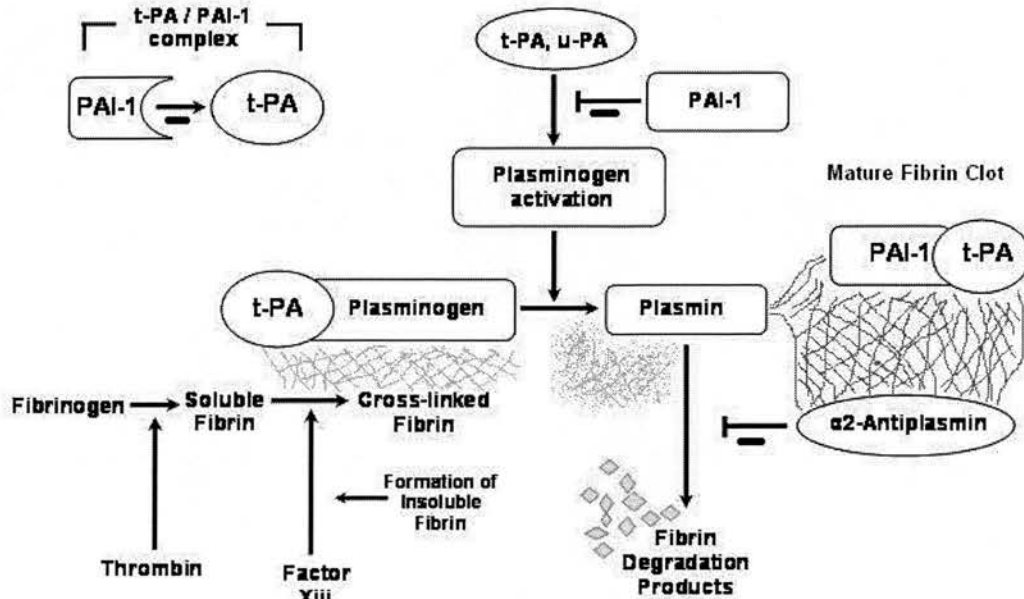 t-PA / PAI-1
complex
PAI-1
t-PA
t-PA, u-PA
PAI-1
Plasminogen
activation
Mature Fibrin Clot
PAI-1
t-PA
t-PA
Plasminogen
Plasmin
Fibrinogen
Soluble
Fibrin
Cross-linked
Fibrin
α2-Antiplasmin
Formation of
Insoluble
Fibrin
Thrombin
Factor
Xiii
Fibrin
Degradation
Products